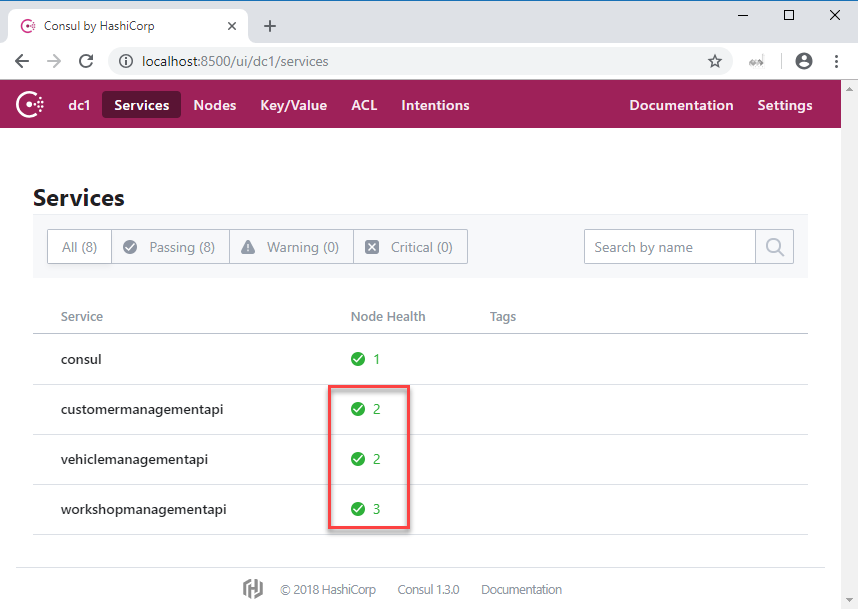 Consul by HashiCorp
localhost:8500/ui/dc1/services
dc1 Services Nodes Key/Value ACL Intentions Documentation Settings
Services
All (8) Passing (8) Warning (0) Critical (0) Search by name
Service Node Health Tags
consul 1
customermanagementapi 2
vehiclemanagementapi 2
workshopmanagementapi 3
© 2018 HashiCorp Consul 1.3.0 Documentation